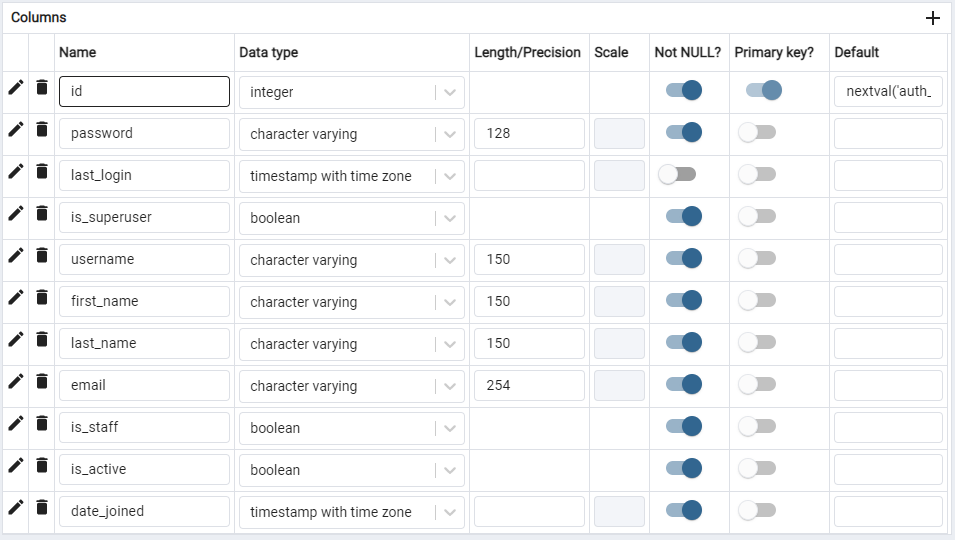 Columns
Name Data type Length/Precision Scale Not NULL? Primary key? Default
id integer nextval('auth_
password character varying 128
last_login timestamp with time zone
is_superuser boolean
username character varying 150
first_name character varying 150
last_name character varying 150
email character varying 254
is_staff boolean
is_active boolean
date_joined timestamp with time zone